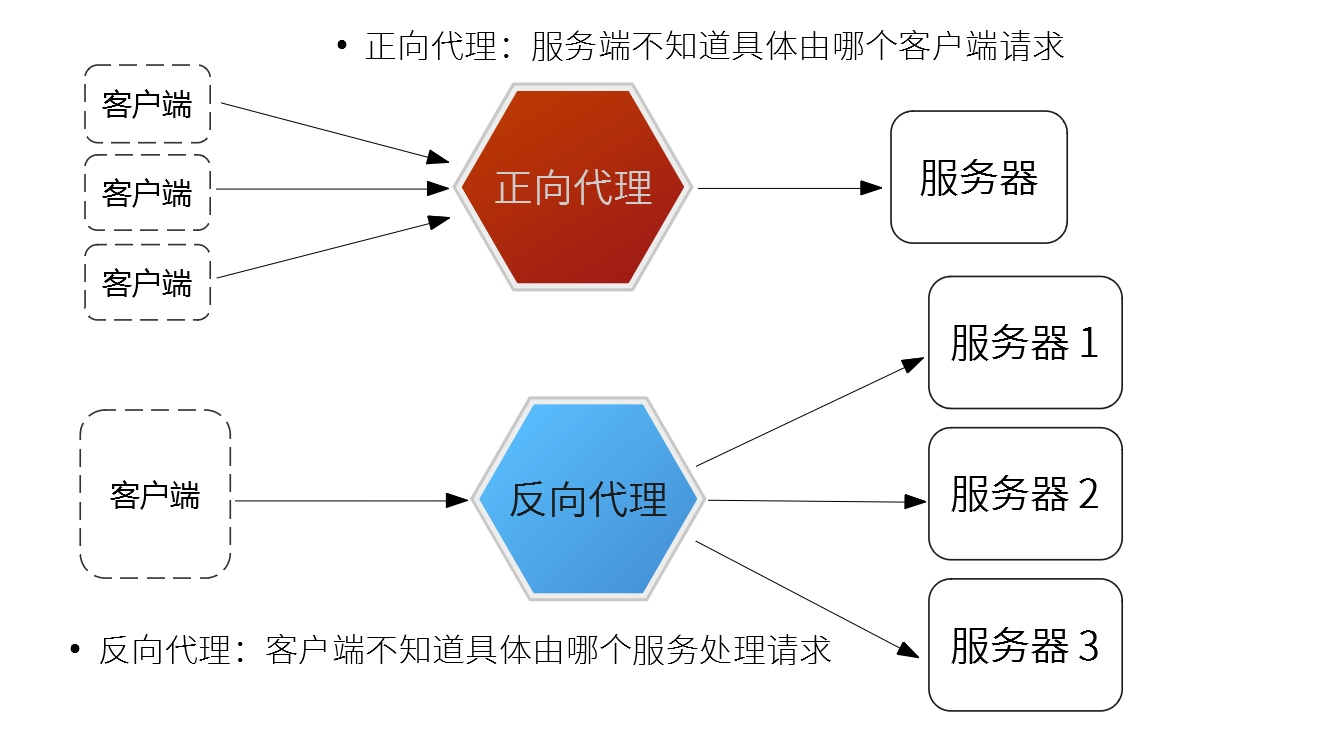 • 正向代理：服务端不知道具体由哪个客户端请求
客户端
客户端
客户端
正向代理
服务器
客户端
反向代理
服务器 1
服务器 2
服务器 3
• 反向代理：客户端不知道具体由哪个服务处理请求